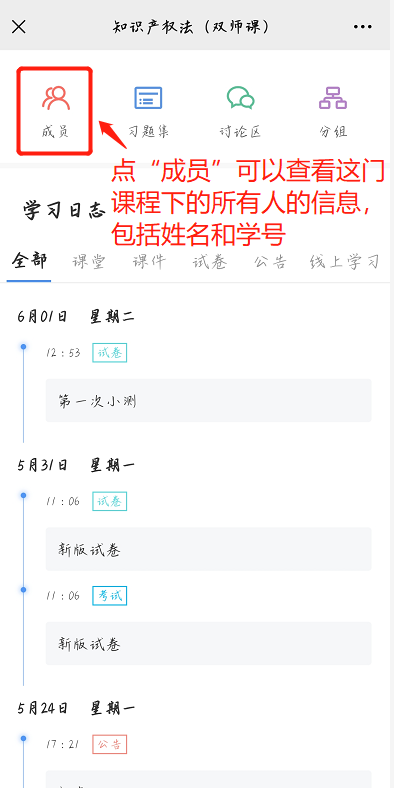 知识产权法（双师课）
成员 习题集 讨论区 分组
点“成员”可以查看这门
课程下的所有人的信息，
包括姓名和学号
学习日志
全部 课堂 课件 试卷 公告 线上学习
6月01日 星期二
12:53 试卷
第一次小测
5月31日 星期一
11:06 试卷
新版试卷
11:06 考试
新版试卷
5月24日 星期一
17:21 公告